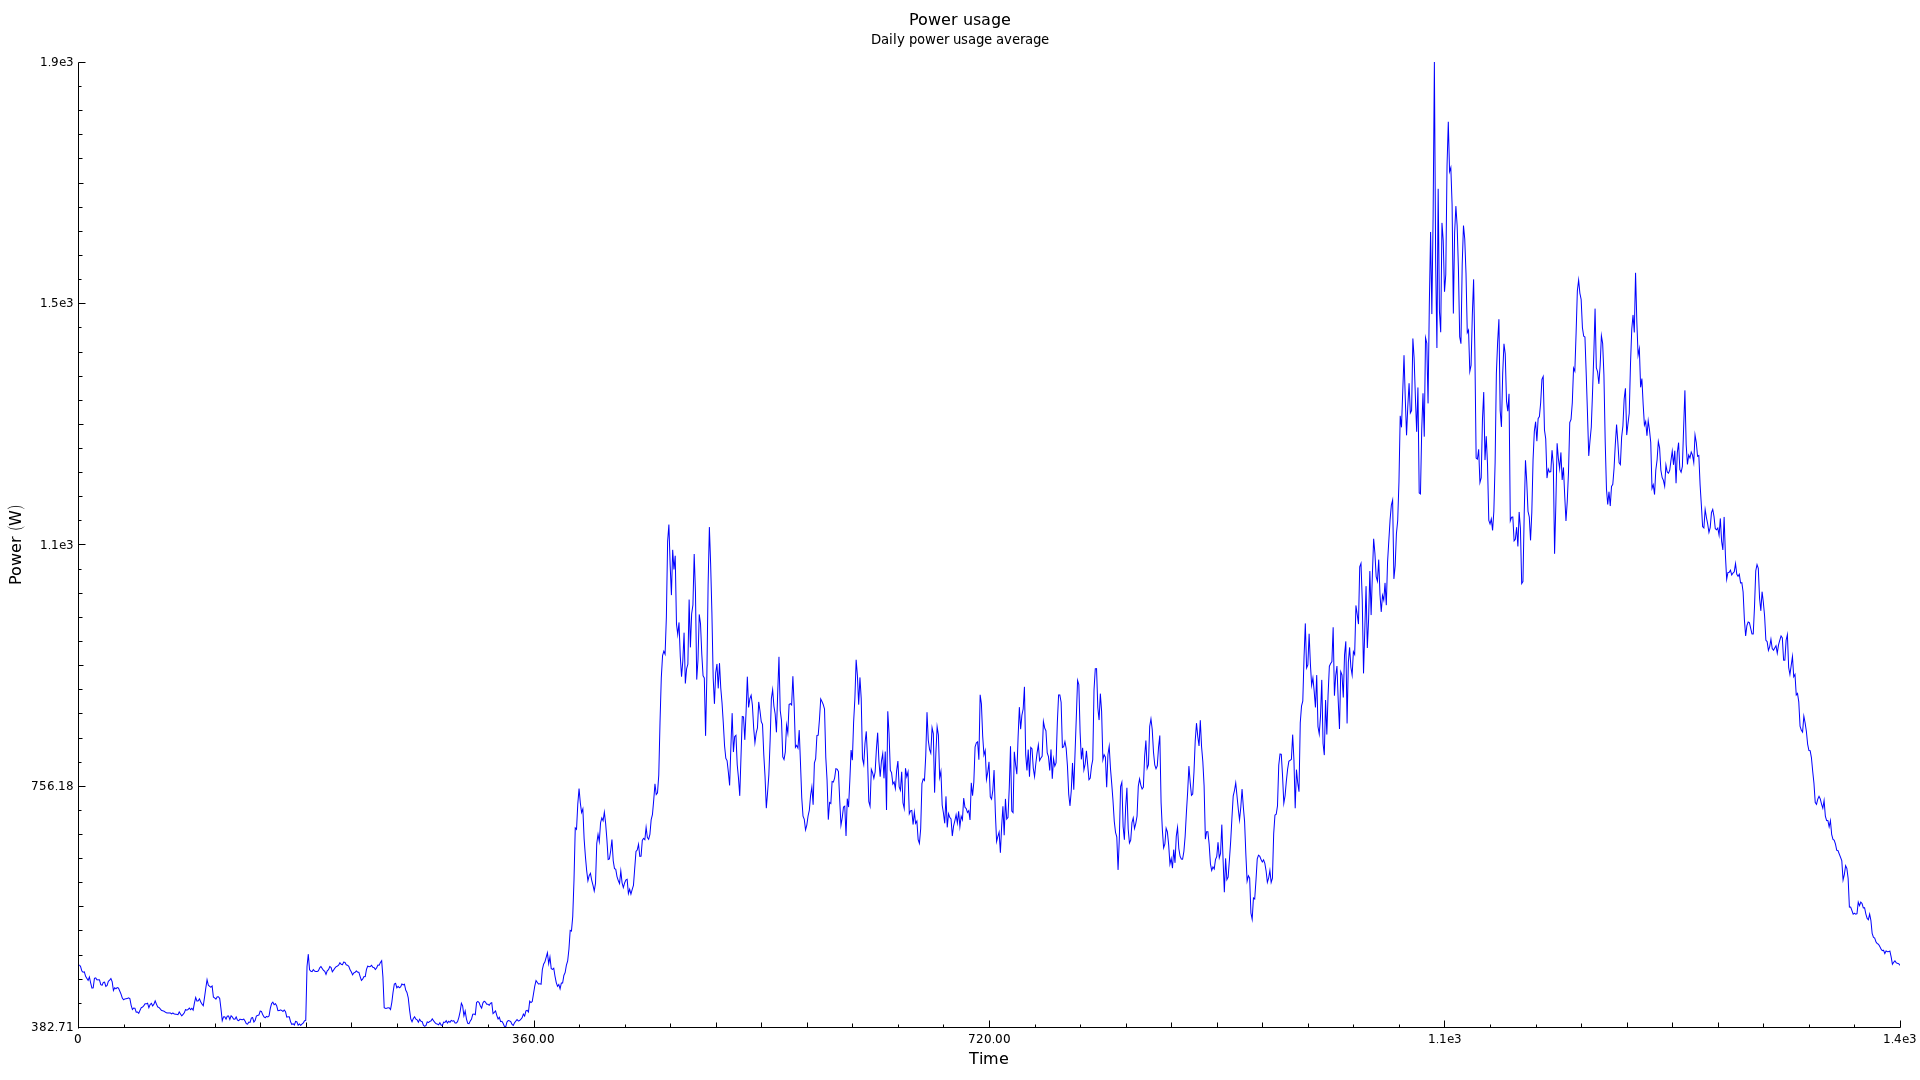 Power usage
Daily power usage average
1.9e3
1.5e3
1.1e3
756.18
382.71
Power (W)
0
360.00
720.00
1.1e3
1.4e3
Time